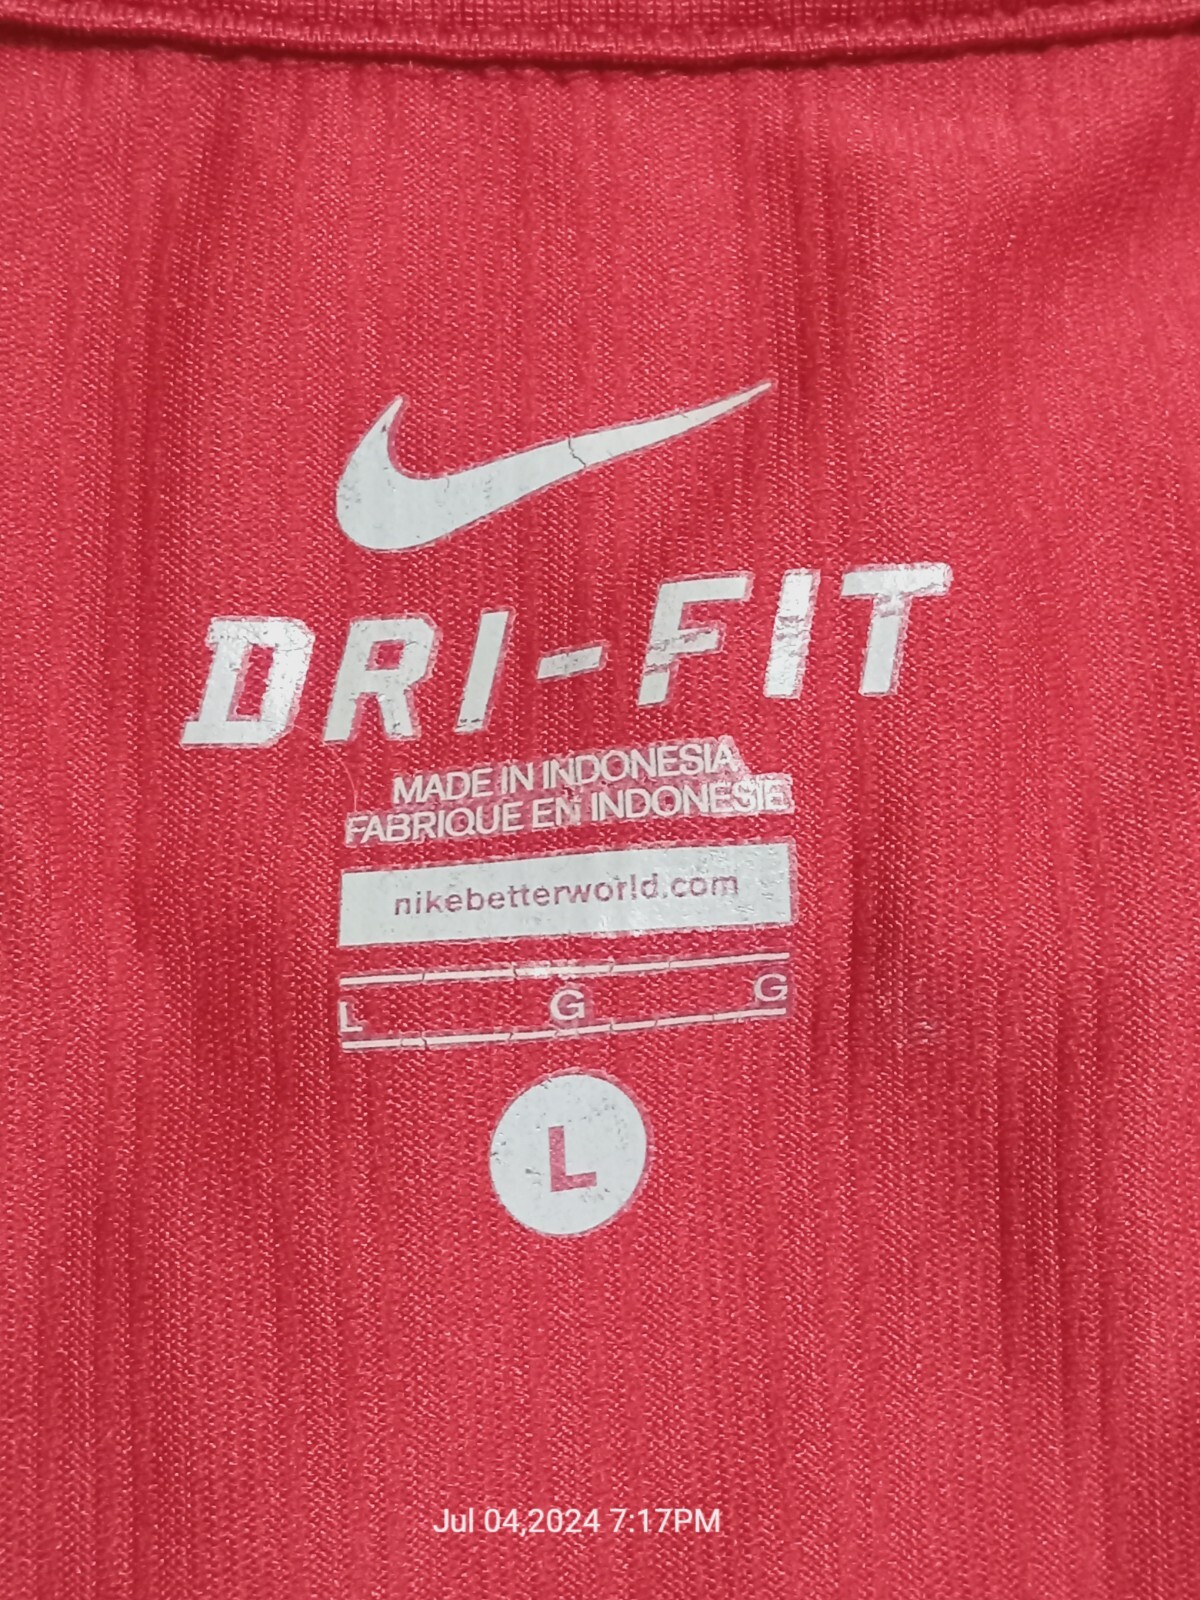 DRI-FIT
MADE IN INDONESIA
FABRIQUE EN INDONESIE
nikebetterworld.com
L G G
L
Jul 04,2024 7:17PM